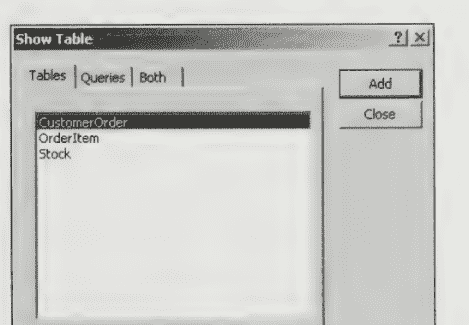 Show Table ? ×
Tables Queries Both
Add
Close
CustomerOrder
OrderItem
Stock